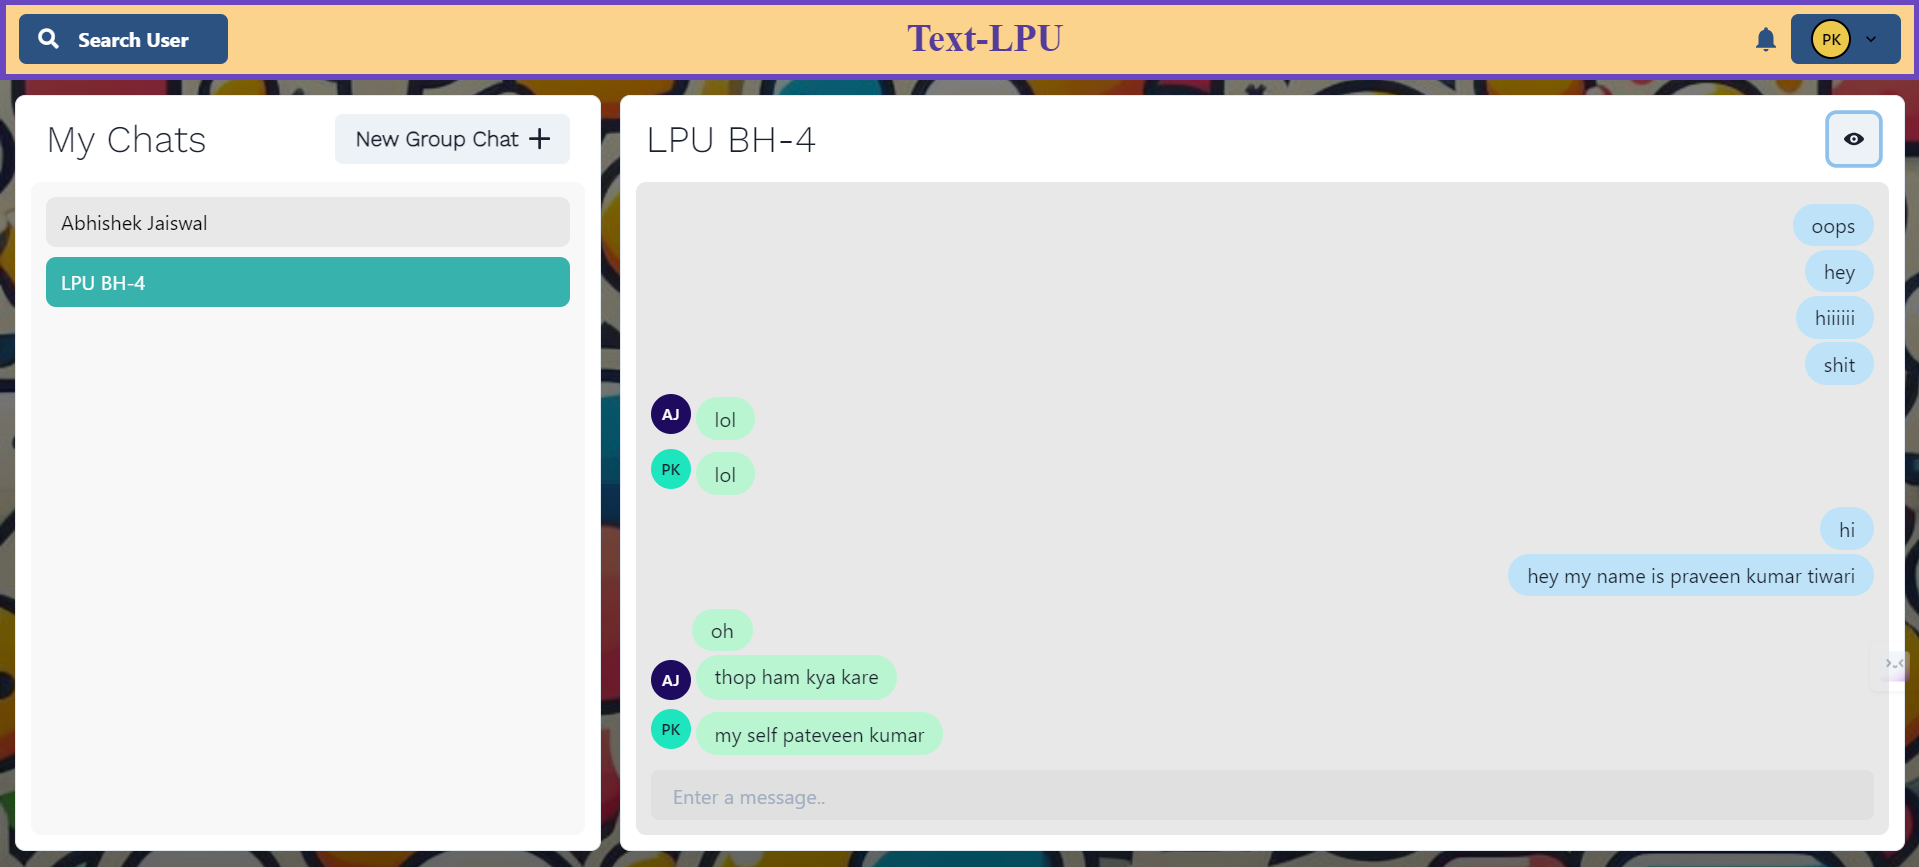 Search User
Text-LPU
PK
My Chats
New Group Chat
Abhishek Jaiswal
LPU BH-4
LPU BH-4
oops
hey
hiiiiii
shit
AJ
lol
PK
lol
hi
hey my name is praveen kumar tiwari
oh
AJ
thop ham kya kare
PK
my self pateveen kumar
Enter a message..